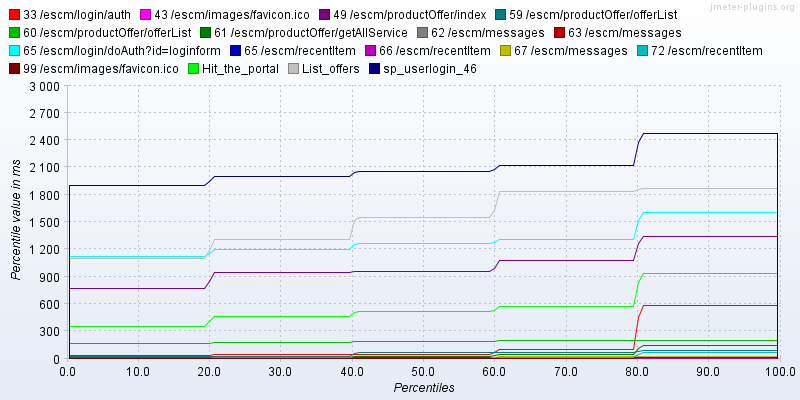 jmeter-plugins.org
33 /escm/login/auth 43 /escm/images/favicon.ico 49 /escm/productOffer/index 59 /escm/productOffer/offerList
60 /escm/productOffer/offerList 61 /escm/productOffer/getAllService 62 /escm/messages 63 /escm/messages
65 /escm/login/doAuth?id=loginform 65 /escm/recentItem 66 /escm/recentItem 67 /escm/messages 72 /escm/recentItem
99 /escm/images/favicon.ico Hit_the_portal List_offers sp_userlogin_46
3 000
2 700
2 400
2 100
1 800
1 500
1 200
900
600
300
0
Percentile value in ms
0.0 10.0 20.0 30.0 40.0 50.0 60.0 70.0 80.0 90.0 100.0
Percentiles